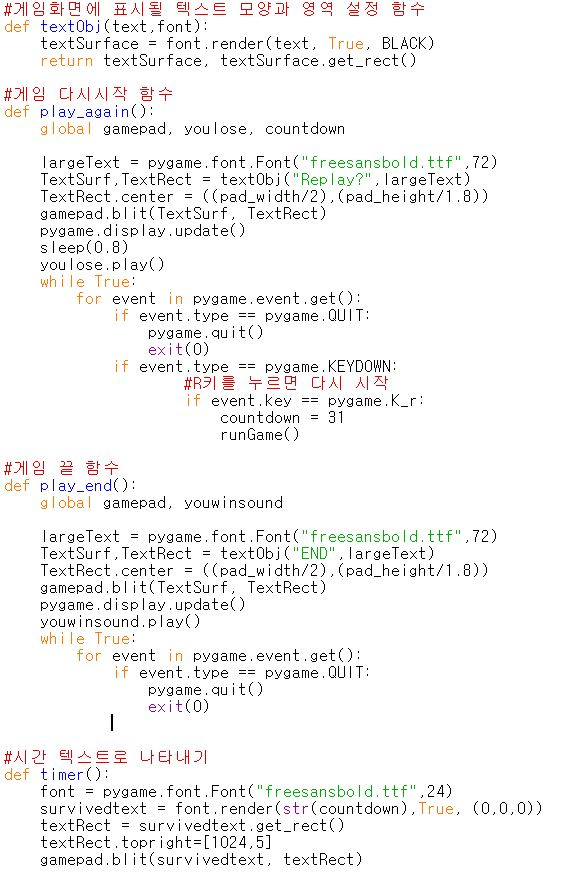 #게임화면에 표시될 텍스트 모양과 영역 설정 함수
def textObj(text,font):
    textSurface = font.render(text, True, BLACK)
    return textSurface, textSurface.get_rect()

#게임 다시시작 함수
def play_again():
    global gamepad, youlose, countdown

    largeText = pygame.font.Font("freesansbold.ttf",72)
    TextSurf,TextRect = textObj("Replay?",largeText)
    TextRect.center = ((pad_width/2),(pad_height/1.8))
    gamepad.blit(TextSurf, TextRect)
    pygame.display.update()
    sleep(0.8)
    youlose.play()
    while True:
        for event in pygame.event.get():
            if event.type == pygame.QUIT:
                pygame.quit()
                exit(0)
            if event.type == pygame.KEYDOWN:
                    #R키를 누르면 다시 시작
                    if event.key == pygame.K_r:
                        countdown = 31
                        runGame()

#게임 끝 함수
def play_end():
    global gamepad, youwinsound

    largeText = pygame.font.Font("freesansbold.ttf",72)
    TextSurf,TextRect = textObj("END",largeText)
    TextRect.center = ((pad_width/2),(pad_height/1.8))
    gamepad.blit(TextSurf, TextRect)
    pygame.display.update()
    youwinsound.play()
    while True:
        for event in pygame.event.get():
            if event.type == pygame.QUIT:
                pygame.quit()
                exit(0)

#시간 텍스트로 나타내기
def timer():
    font = pygame.font.Font("freesansbold.ttf",24)
    survivedtext = font.render(str(countdown),True, (0,0,0))
    textRect = survivedtext.get_rect()
    textRect.topright=[1024,5]
    gamepad.blit(survivedtext, textRect)